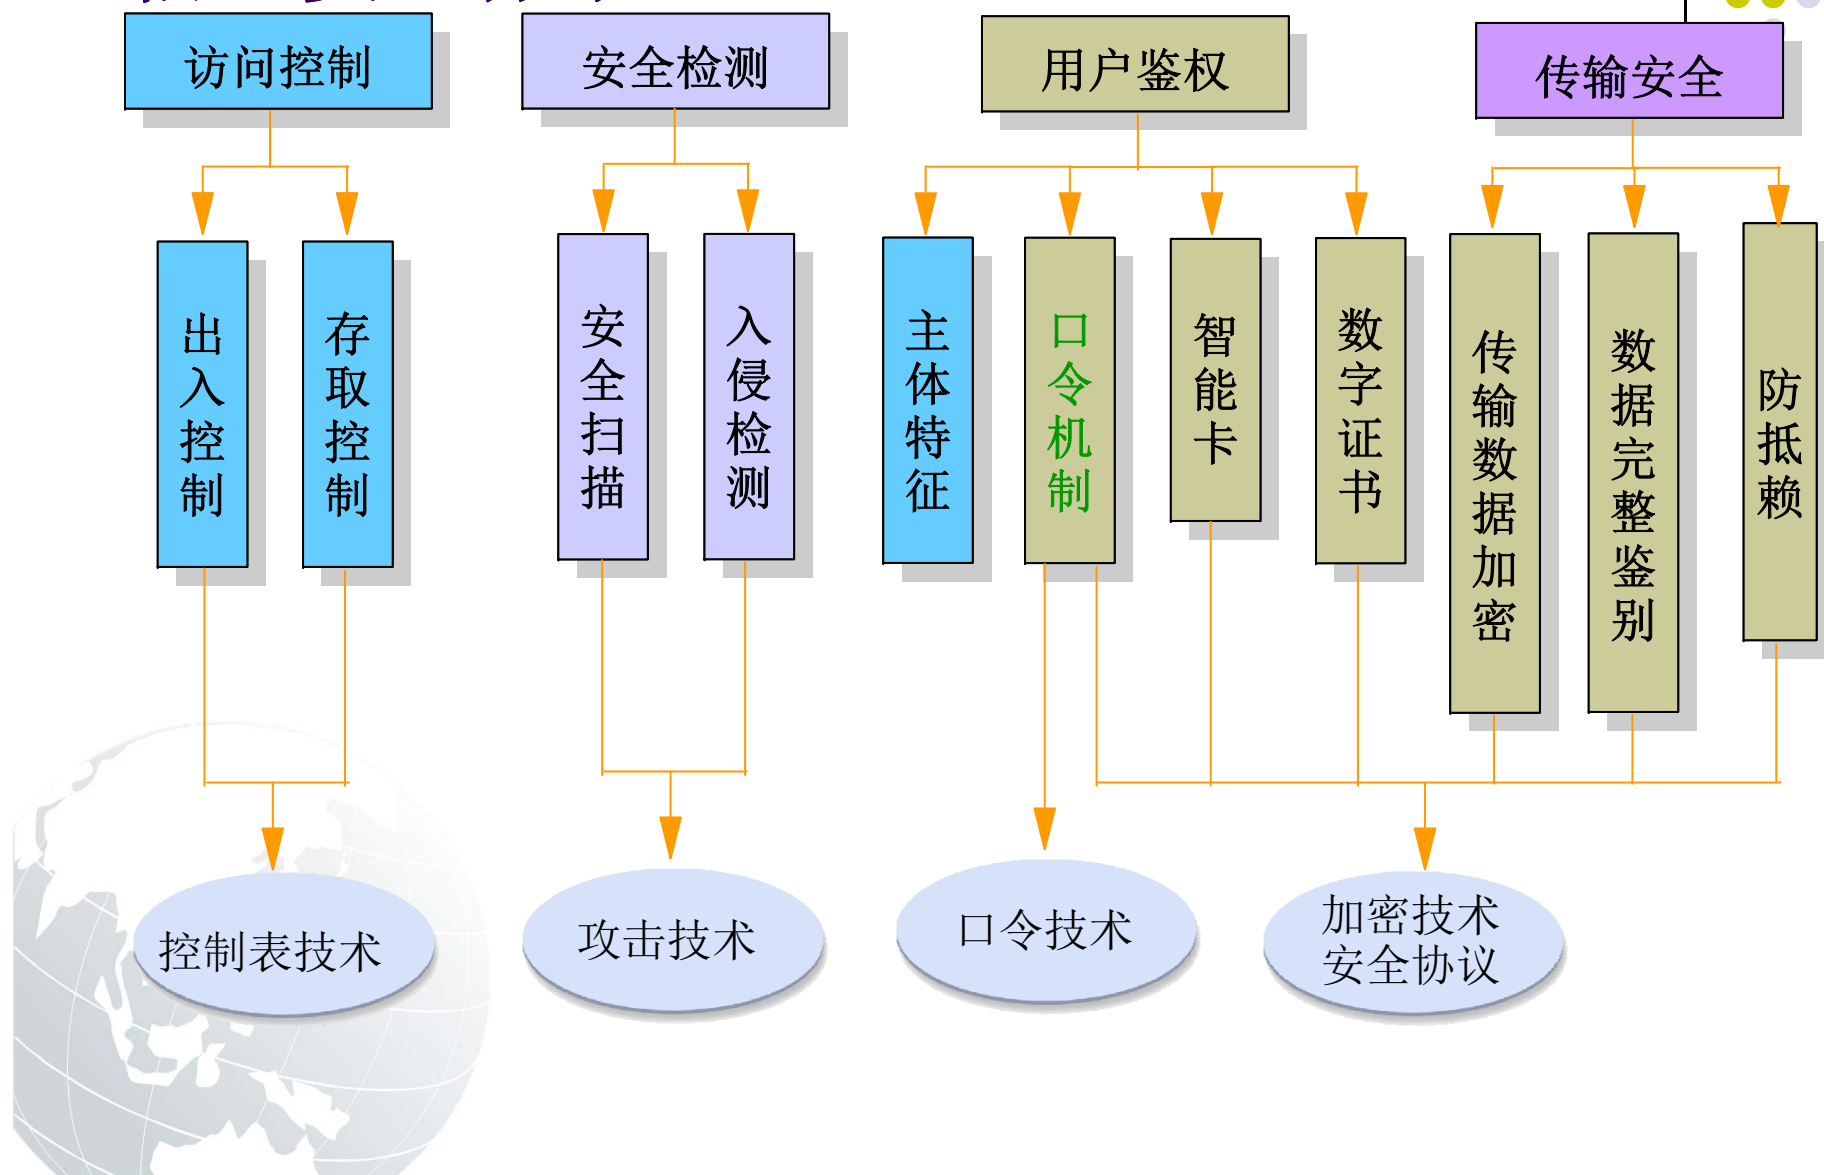 访问控制
安全检测
用户鉴权
传输安全
出入控制
存取控制
安全扫描
入侵检测
主体特征
口令机制
智能卡
数字证书
传输数据加密
数据完整鉴别
防抵赖
控制表技术
攻击技术
口令技术
加密技术
安全协议